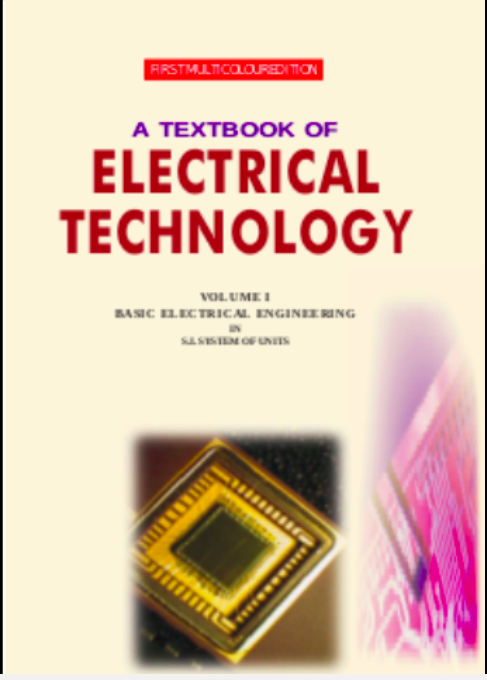 FIRST MULTICOLOUR EDITION
A TEXTBOOK OF
ELECTRICAL
TECHNOLOGY
VOLUME I
BASIC ELECTRICAL ENGINEERING
IN
S.I. SYSTEM OF UNITS